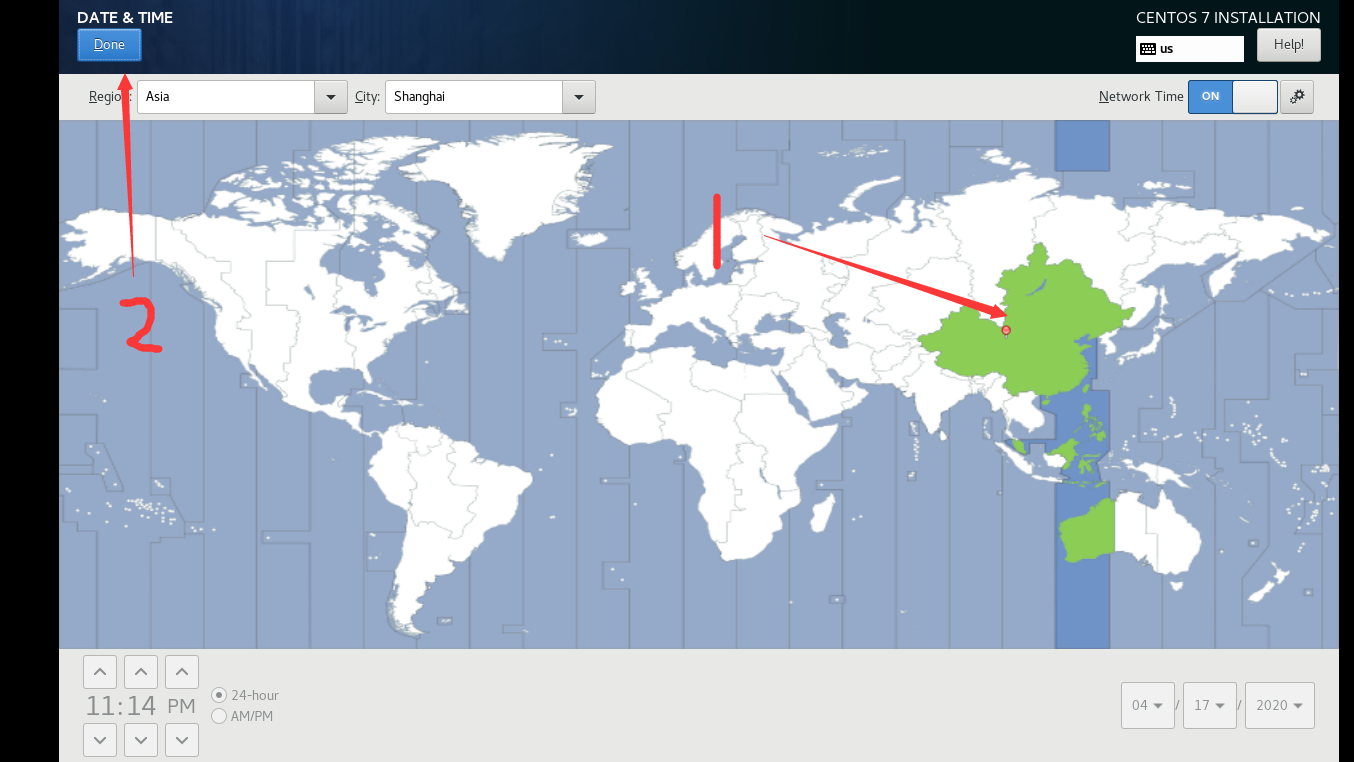 DATE & TIME
CENTOS 7 INSTALLATION
Done
us
Help!
Region:
Asia
City:
Shanghai
Network Time
ON
1
2
11:14 PM
24-hour
AM/PM
04 / 17 / 2020